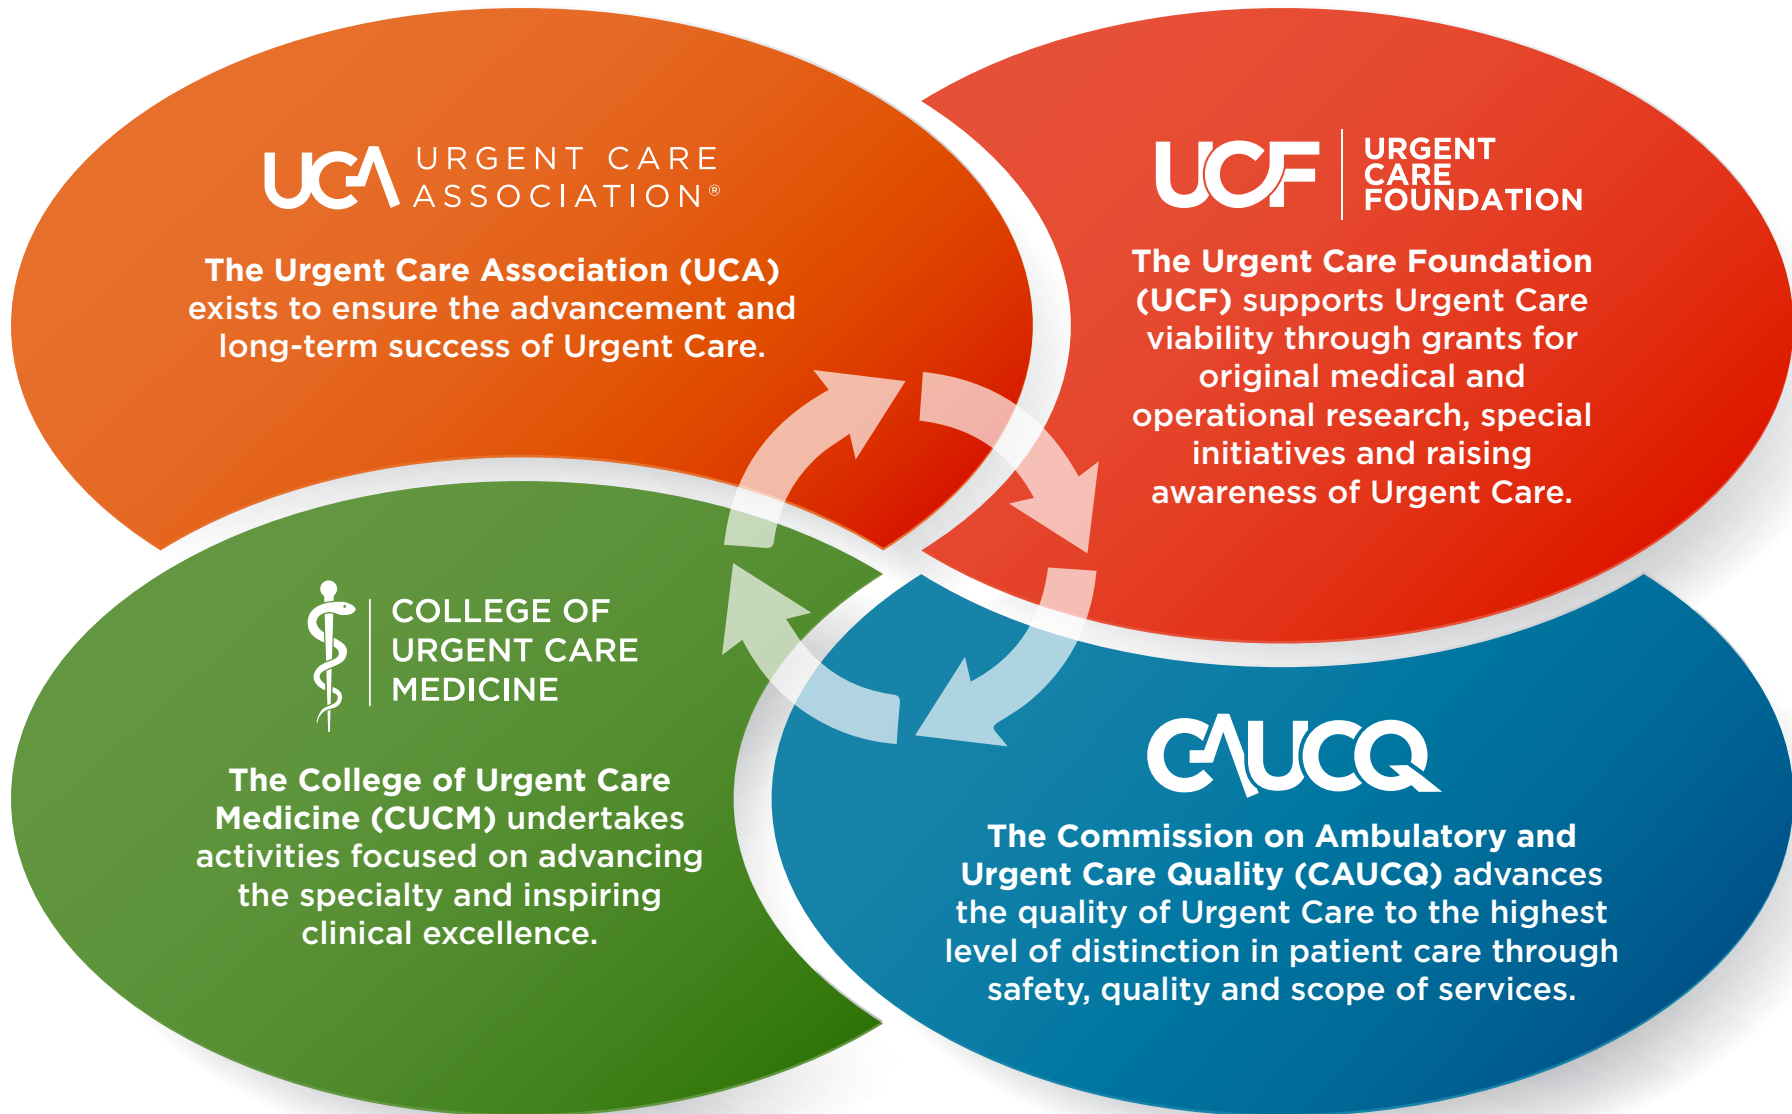 UCA URGENT CARE
ASSOCIATION®
The Urgent Care Association (UCA)
exists to ensure the advancement and
long-term success of Urgent Care.
UCF URGENT
CARE
FOUNDATION
The Urgent Care Foundation
(UCF) supports Urgent Care
viability through grants for
original medical and
operational research, special
initiatives and raising
awareness of Urgent Care.
COLLEGE OF
URGENT CARE
MEDICINE
The College of Urgent Care
Medicine (CUCM) undertakes
activities focused on advancing
the specialty and inspiring
clinical excellence.
CAUCQ
The Commission on Ambulatory and
Urgent Care Quality (CAUCQ) advances
the quality of Urgent Care to the highest
level of distinction in patient care through
safety, quality and scope of services.